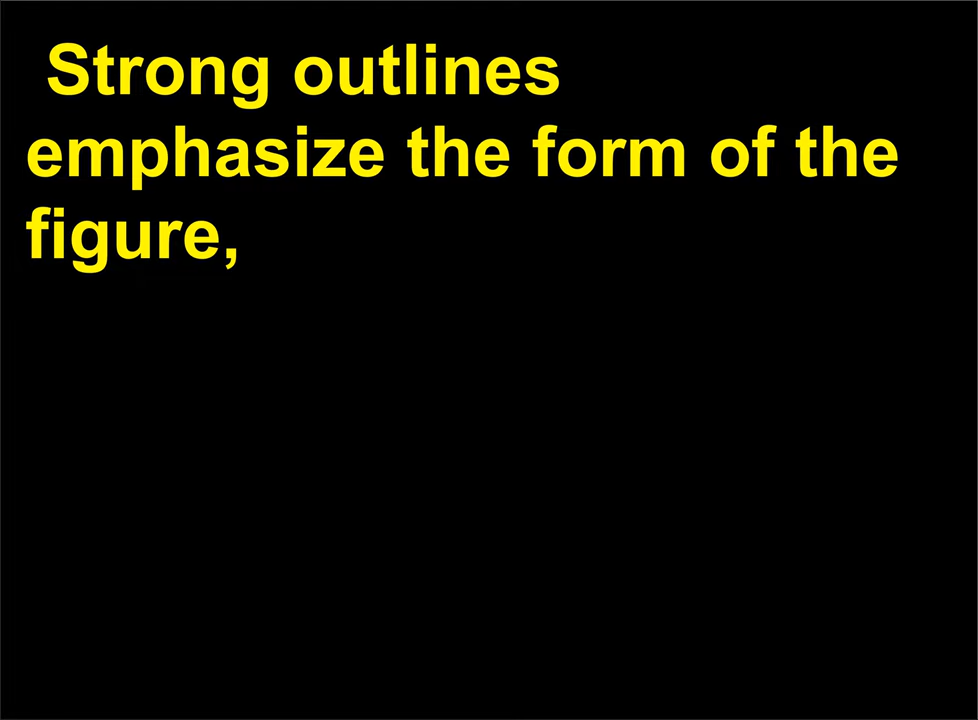 Strong outlines
emphasize the form of the
figure,